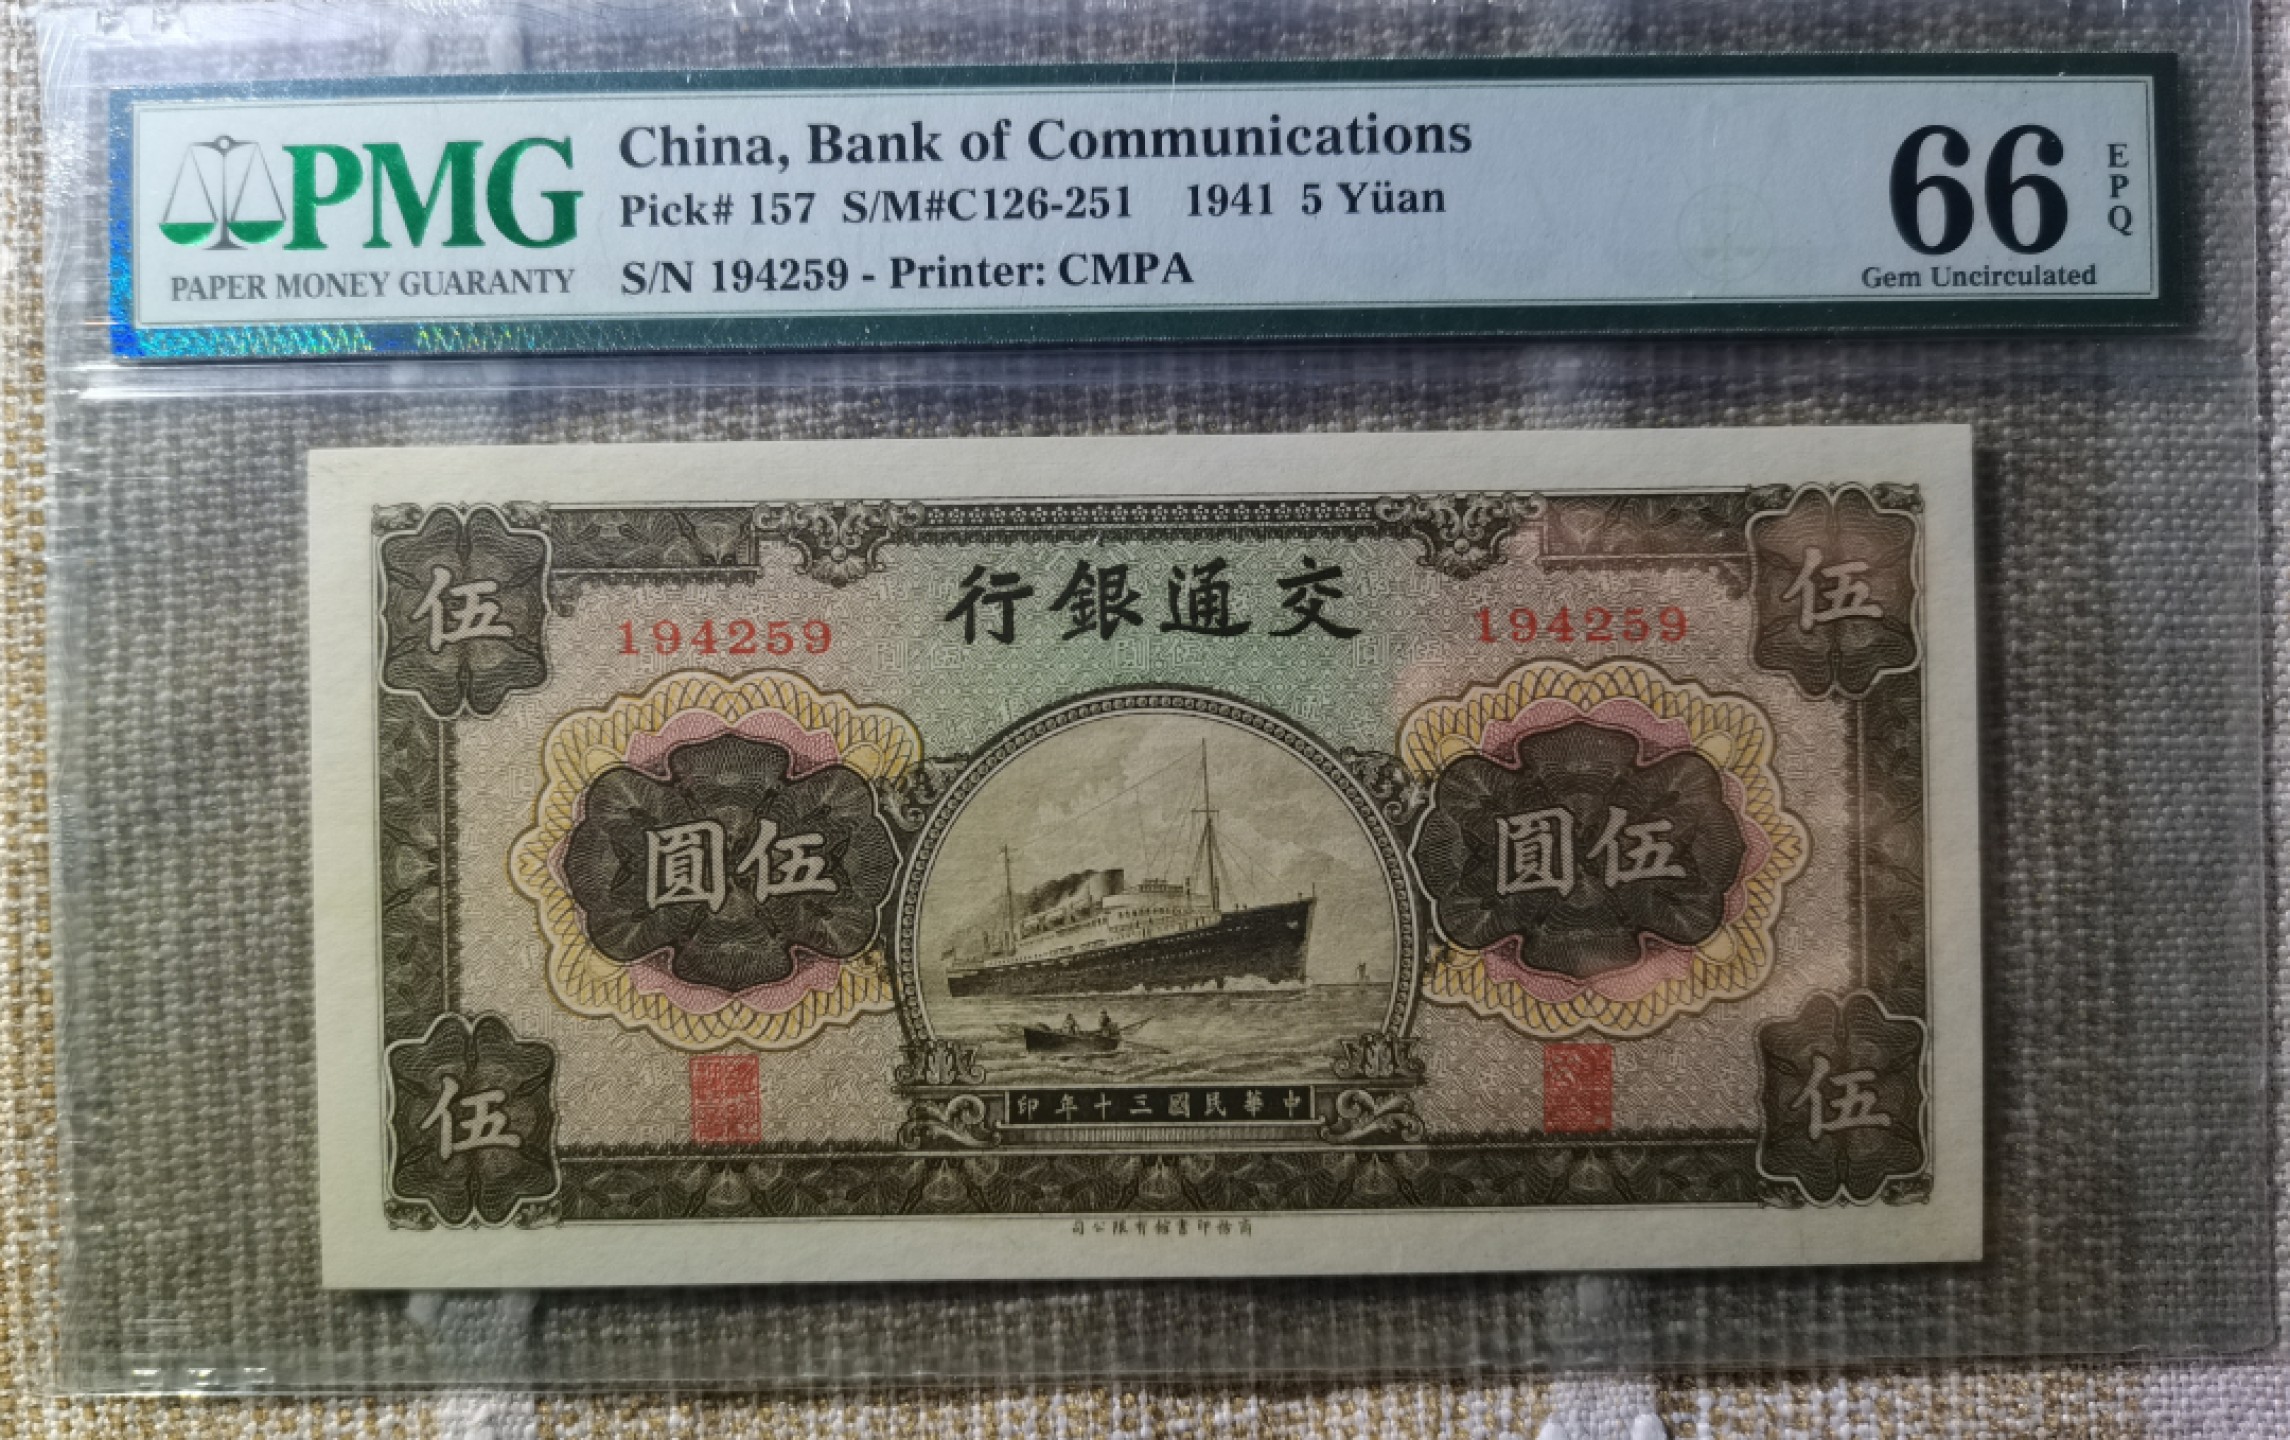 PMG
PAPER MONEY GUARANTY
China, Bank of Communications
Pick# 157 S/M#C126-251 1941 5 Yüan
S/N 194259 - Printer: CMPA
66
EPQ
Gem Uncirculated
伍
行銀通交
伍
194259
194259
圓伍
圓伍
伍
印年十三國民華中
伍
司公限有館書印務商